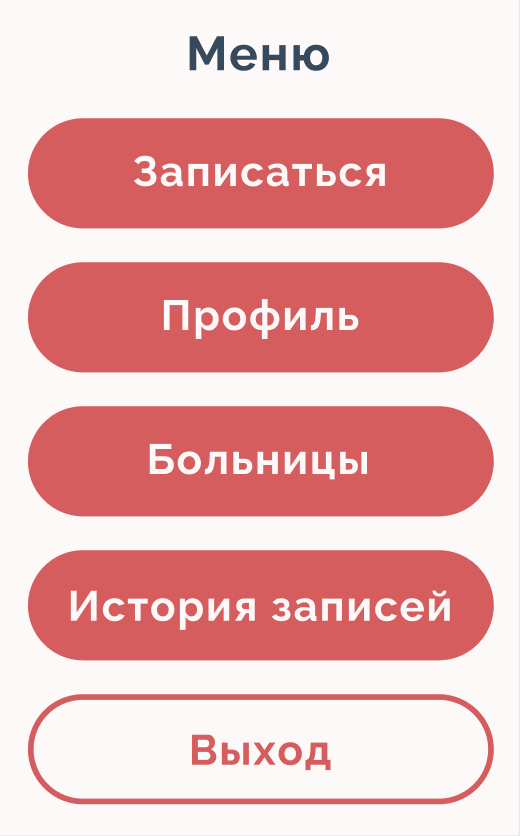 Меню
Записаться
Профиль
Больницы
История записей
Выход